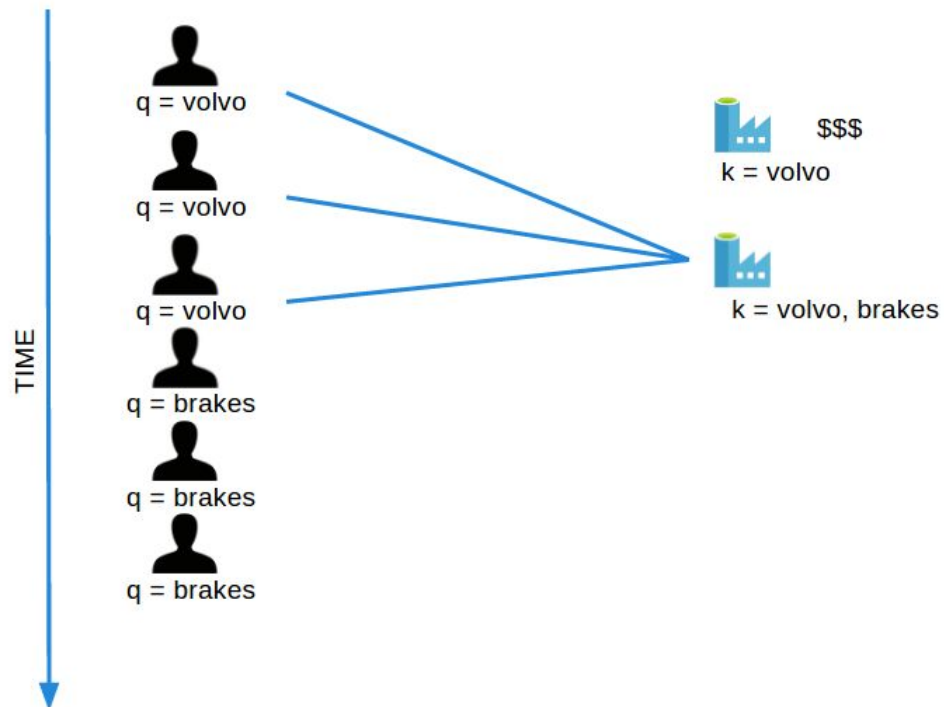 q = volvo
q = volvo
q = volvo
q = brakes
q = brakes
q = brakes
TIME
$$$
k = volvo
k = volvo, brakes